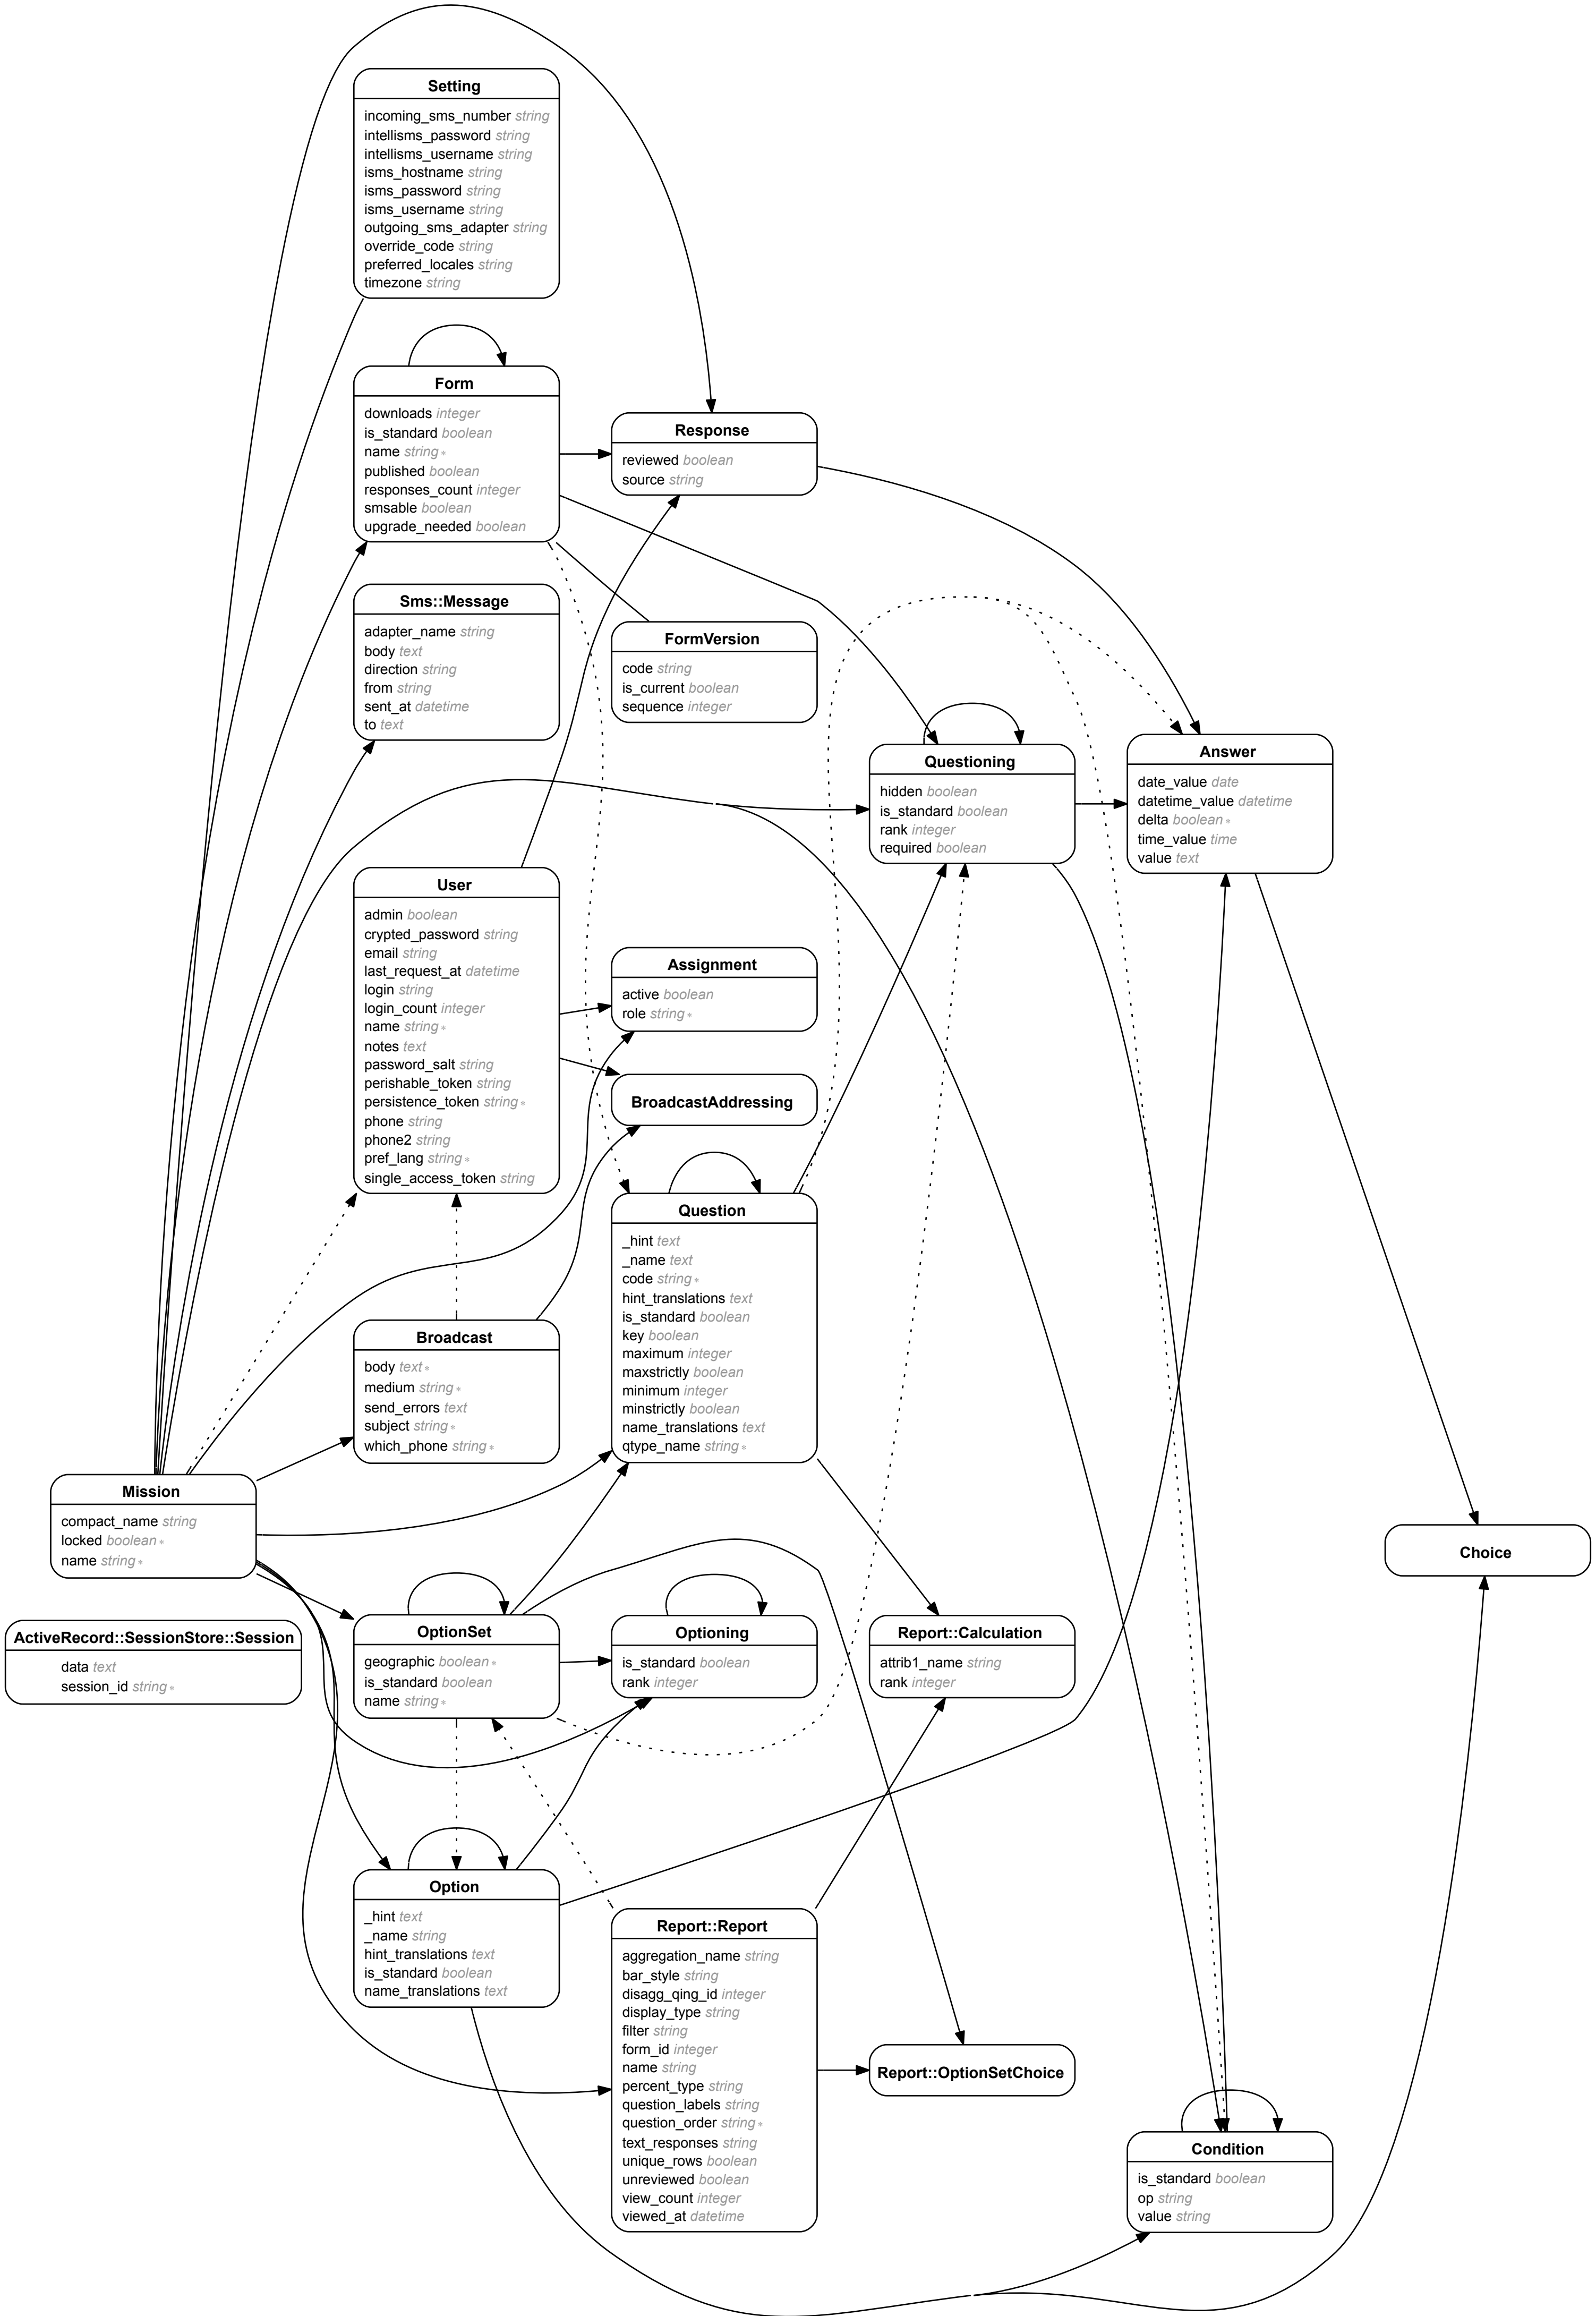 Setting
incoming_sms_number string
intellisms_password string
intellisms_username string
isms_hostname string
isms_password string
isms_username string
outgoing_sms_adapter string
override_code string
preferred_locales string
timezone string
Form
downloads integer
is_standard boolean
name string *
published boolean
responses_count integer
smsable boolean
upgrade_needed boolean
Response
reviewed boolean
source string
Sms::Message
adapter_name string
body text
direction string
from string
sent_at datetime
to text
FormVersion
code string
is_current boolean
sequence integer
Questioning
hidden boolean
is_standard boolean
rank integer
required boolean
Answer
date_value date
datetime_value datetime
delta boolean *
time_value time
value text
User
admin boolean
crypted_password string
email string
last_request_at datetime
login string
login_count integer
name string *
notes text
password_salt string
perishable_token string
persistence_token string *
phone string
phone2 string
pref_lang string *
single_access_token string
Assignment
active boolean
role string *
BroadcastAddressing
Question
_hint text
_name text
code string *
hint_translations text
is_standard boolean
key boolean
maximum integer
maxstrictly boolean
minimum integer
minstrictly boolean
name_translations text
qtype_name string *
Broadcast
body text *
medium string *
send_errors text
subject string *
which_phone string *
Mission
compact_name string
locked boolean *
name string *
Choice
ActiveRecord::SessionStore::Session
data text
session_id string *
OptionSet
geographic boolean *
is_standard boolean
name string *
Optioning
is_standard boolean
rank integer
Report::Calculation
attrib1_name string
rank integer
Option
_hint text
_name string
hint_translations text
is_standard boolean
name_translations text
Report::Report
aggregation_name string
bar_style string
disagg_qing_id integer
display_type string
filter string
form_id integer
name string
percent_type string
question_labels string
question_order string *
text_responses string
unique_rows boolean
unreviewed boolean
view_count integer
viewed_at datetime
Report::OptionSetChoice
Condition
is_standard boolean
op string
value string